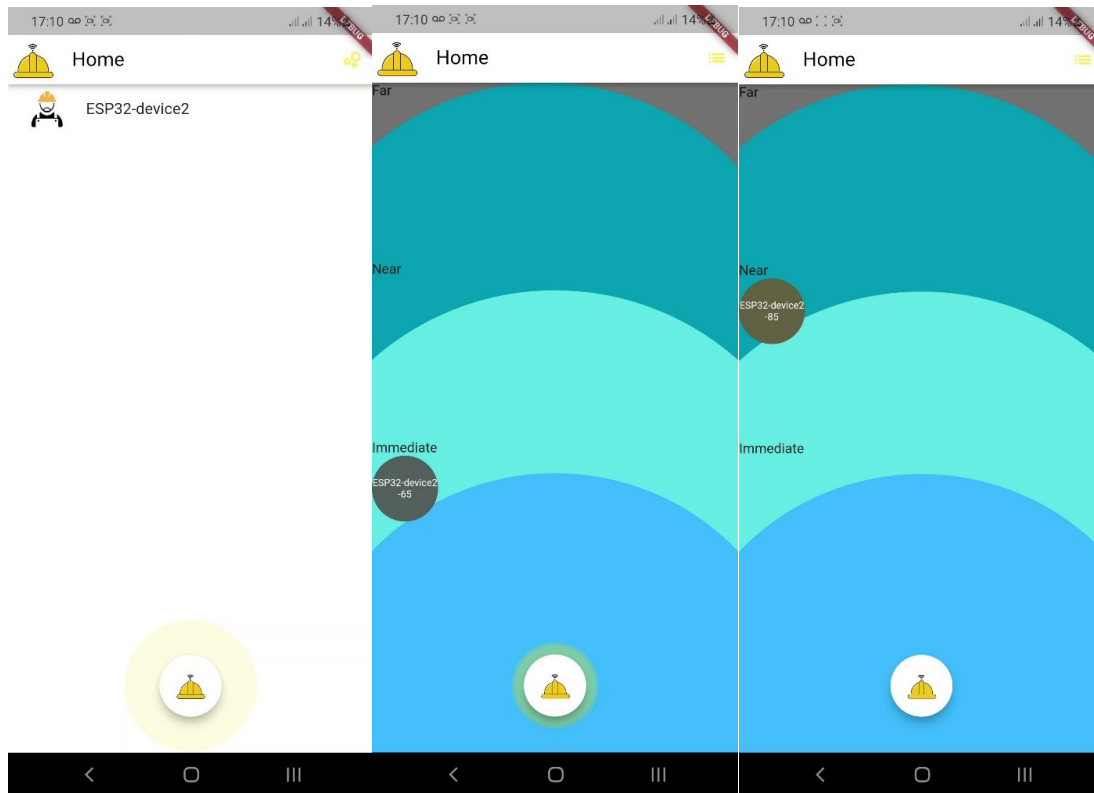 17:10
14%
DEBUG
Home
ESP32-device2
17:10
14%
DEBUG
Home
Far
Near
Immediate
ESP32-device2
-65
17:10
14%
DEBUG
Home
Far
Near
ESP32-device2
-85
Immediate